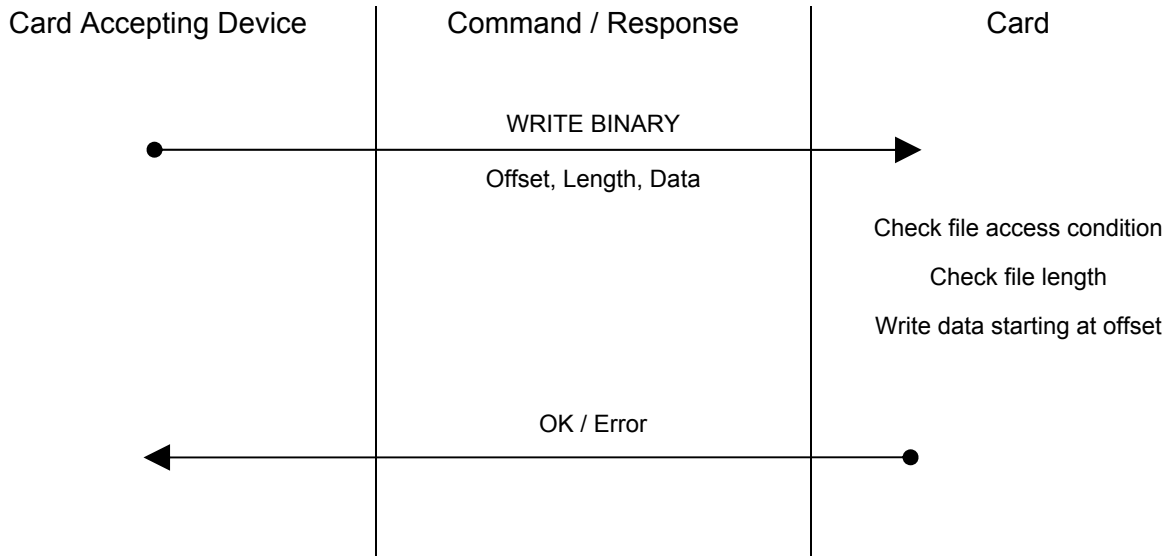 Card Accepting Device
Command / Response
Card
WRITE BINARY
Offset, Length, Data
Check file access condition
Check file length
Write data starting at offset
OK / Error